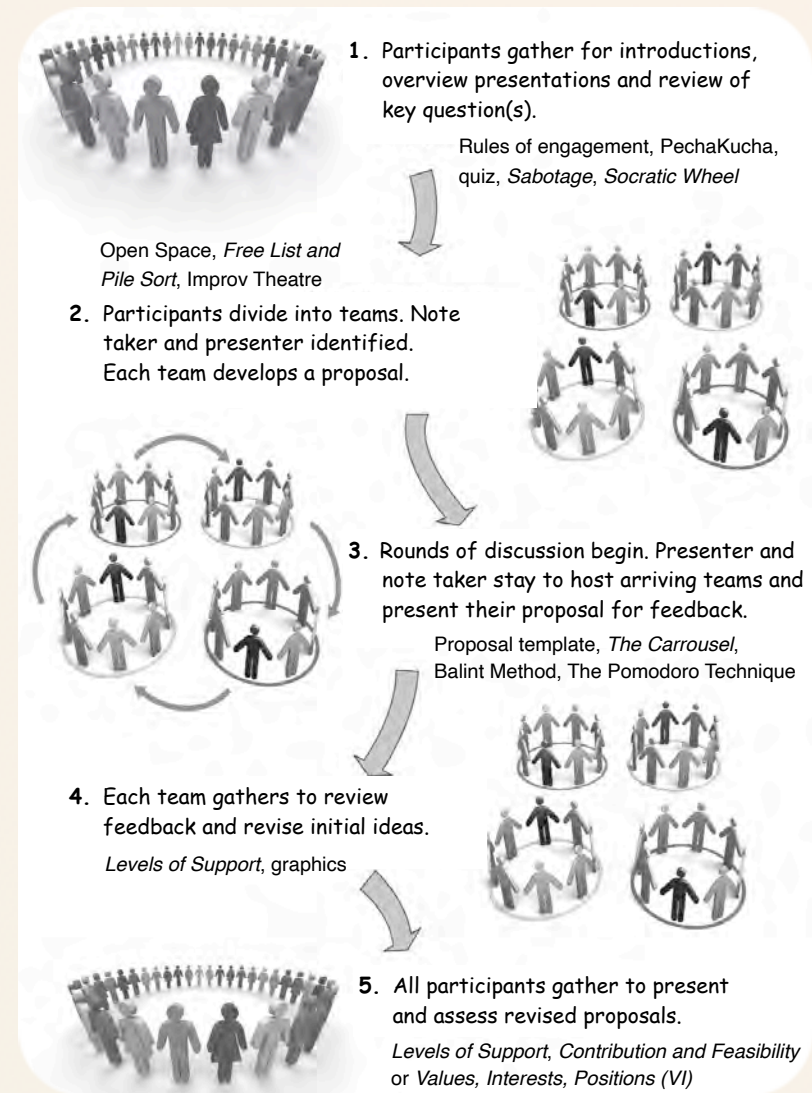 1. Participants gather for introductions,
overview presentations and review of
key question(s).
Rules of engagement, PechaKucha,
quiz, Sabotage, Socratic Wheel
Open Space, Free List and
Pile Sort, Improv Theatre
2. Participants divide into teams. Note
taker and presenter identified.
Each team develops a proposal.
3. Rounds of discussion begin. Presenter and
note taker stay to host arriving teams and
present their proposal for feedback.
Proposal template, The Carrousel,
Balint Method, The Pomodoro Technique
4. Each team gathers to review
feedback and revise initial ideas.
Levels of Support, graphics
5. All participants gather to present
and assess revised proposals.
Levels of Support, Contribution and Feasibility
or Values, Interests, Positions (VI)